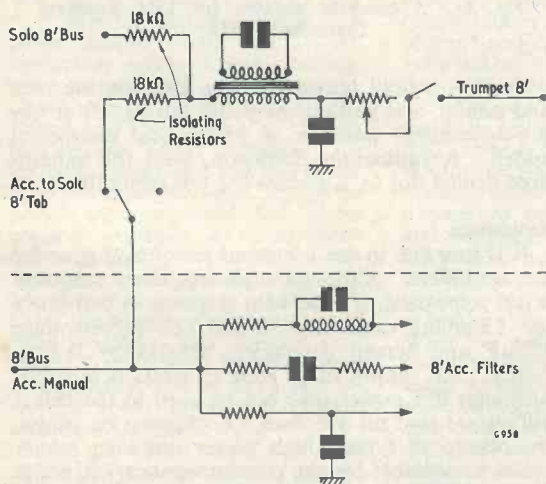 18kΩ
Solo 8' Bus
18kΩ
Isolating
Resistors
Trumpet 8'
Acc. to Solo
8' Tab
8' Bus
Acc. Manual
8' Acc. Filters
G958